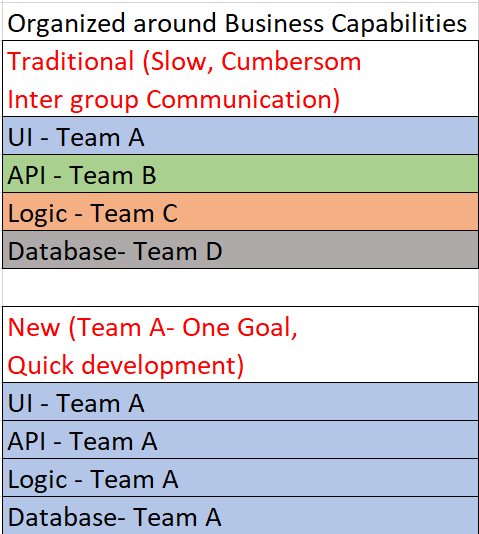 Organized around Business Capabilities
Traditional (Slow, Cumbersom
Inter group Communication)
UI - Team A
API - Team B
Logic - Team C
Database- Team D
New (Team A- One Goal,
Quick development)
UI - Team A
API - Team A
Logic - Team A
Database- Team A